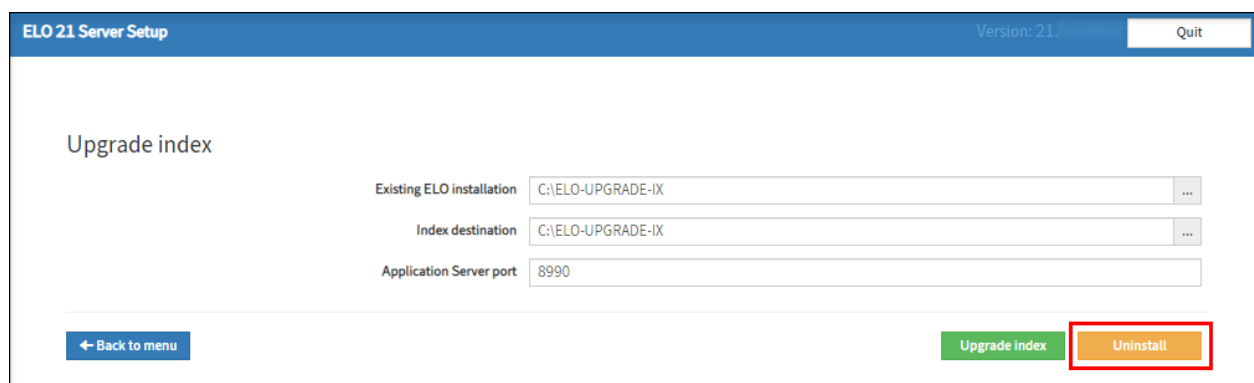 ELO 21 Server Setup
Version: 21.
Quit
Upgrade index
Existing ELO installation C:\ELO-UPGRADE-IX ...
Index destination C:\ELO-UPGRADE-IX ...
Application Server port 8990
← Back to menu
Upgrade index
Uninstall